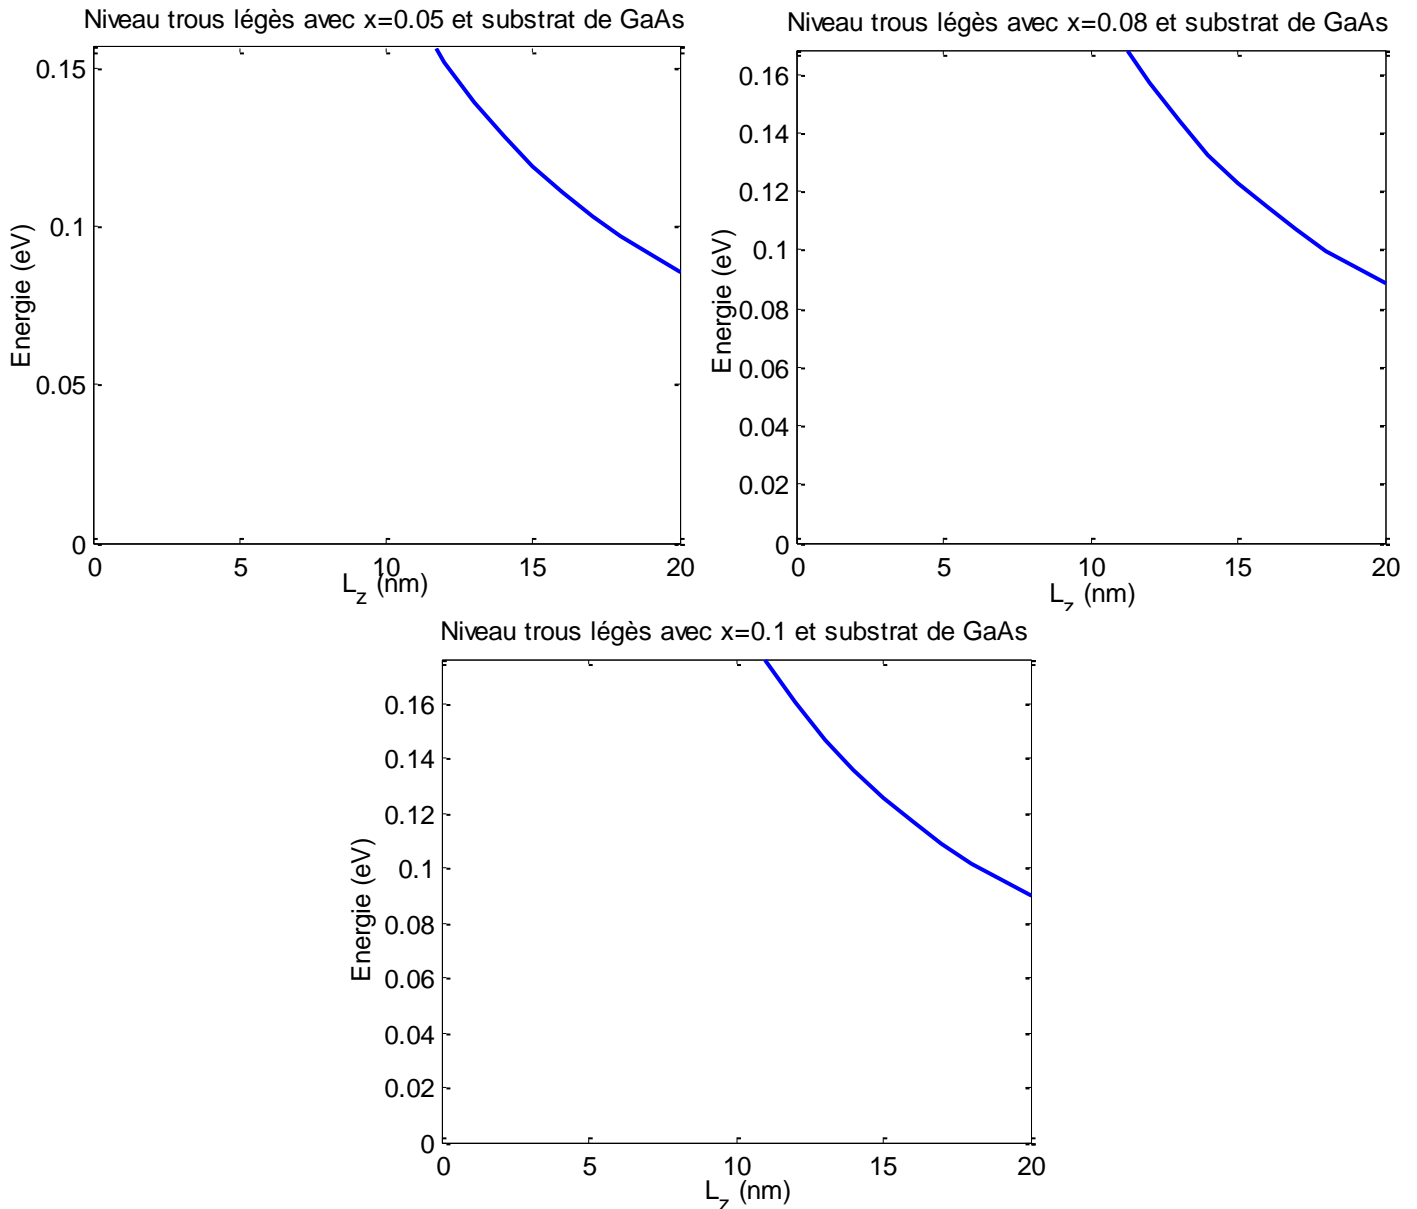 Niveau trous légès avec x=0.05 et substrat de GaAs
0.15
0.1
0.05
0
Energie (eV)
0 5 10 15 20
L_z (nm)
Niveau trous légès avec x=0.08 et substrat de GaAs
0.16
0.14
0.12
0.1
0.08
0.06
0.04
0.02
0
Energie (eV)
0 5 10 15 20
L_z (nm)
Niveau trous légès avec x=0.1 et substrat de GaAs
0.16
0.14
0.12
0.1
0.08
0.06
0.04
0.02
0
Energie (eV)
0 5 10 15 20
L_z (nm)